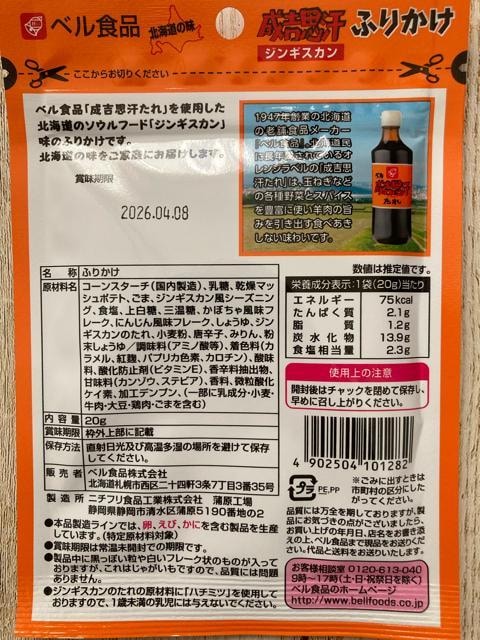 ベル食品
北海道の味
成吉思汗
ジンギスカン
ふりかけ
ここからお切りください
ベル食品「成吉思汗たれ」を使用した
北海道のソウルフード「ジンギスカン」
味のふりかけです。
北海道の味をご家庭にお届けします。
賞味期限
2026.04.08
1947年創業の北海道
の老舗食品メーカー
『ベル食品』。北海道民
に長年愛されているオ
レンジラベルの「成吉思
汗たれ」は、玉ねぎなど
の各種野菜とスパイス
を豊富に使い羊肉の旨
みを引き出す食べあき
しない味わいです。
ベル
成吉思汗
たれ
名 称 ふりかけ
原材料名 コーンスターチ(国内製造)、乳糖、乾燥マッ
シュポテト、ごま、ジンギスカン風シーズニン
グ、食塩、上白糖、三温糖、かぼちゃ風味フ
レーク、にんじん風味フレーク、しょうゆ、ジン
ギスカンのたれ、小麦粉、唐辛子、みりん、粉
末しょうゆ／調味料(アミノ酸等)、着色料(カ
ラメル、紅麹、パプリカ色素、カロチン)、酸味
料、酸化防止剤(ビタミンE)、香辛料抽出物、
甘味料(カンゾウ、ステビア)、香料、微粒酸化
ケイ素、加工デンプン、(一部に乳成分・小麦・
牛肉・大豆・鶏肉・ごまを含む)
内 容 量 20g
賞味期限 枠外上部に記載
保存方法 直射日光及び高温多湿の場所を避けて保存
してください。
販 売 者 ベル食品株式会社
北海道札幌市西区二十四軒3条7丁目3番35号
製 造 所 ニチフリ食品工業株式会社 蒲原工場
静岡県静岡市清水区蒲原5190番地の2
●本品製造ラインでは、卵、えび、かにを含む製品を生産
しています。(特定原材料対象)
●賞味期限は常温未開封での期限です。
●製品中に黒っぽい粒や白いフレーク状のものが入って
おりますが、これはじゃがいもですので、品質には問題
ありません。
●ジンギスカンのたれの原材料に「ハチミツ」を使用して
おりますので、1歳未満の乳児には与えないでください。
数値は推定値です。
栄養成分表示:1袋(20g)当たり
エネルギー 75kcal
たんぱく質 2.1g
脂 質 1.2g
炭水化物 13.9g
食塩相当量 2.3g
使用上の注意
開封後はチャックを閉めて保存し、
早めに召し上がりください。
4902504101282
プラ
PE,PP
※ごみに出すときは
市町村の区分にした
がってください。
品質には万全を期しておりますが、製
品にお気づきの点がございましたら、
お買い上げの年月日、店名をお書き添
えの上、ベル食品まで現品をお送りくだ
さい。代品と送料をお送りいたします。
お客様相談室 0120-613-040
9時〜17時(土・日・祝祭日を除く)
ベル食品のホームページ
http://www.bellfoods.co.jp